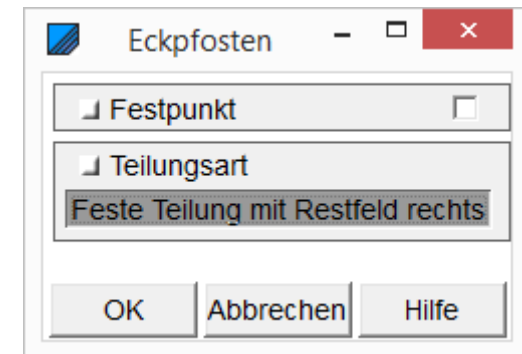 Eckpfosten
Festpunkt
Teilungsart
Feste Teilung mit Restfeld rechts
OK Abbrechen Hilfe